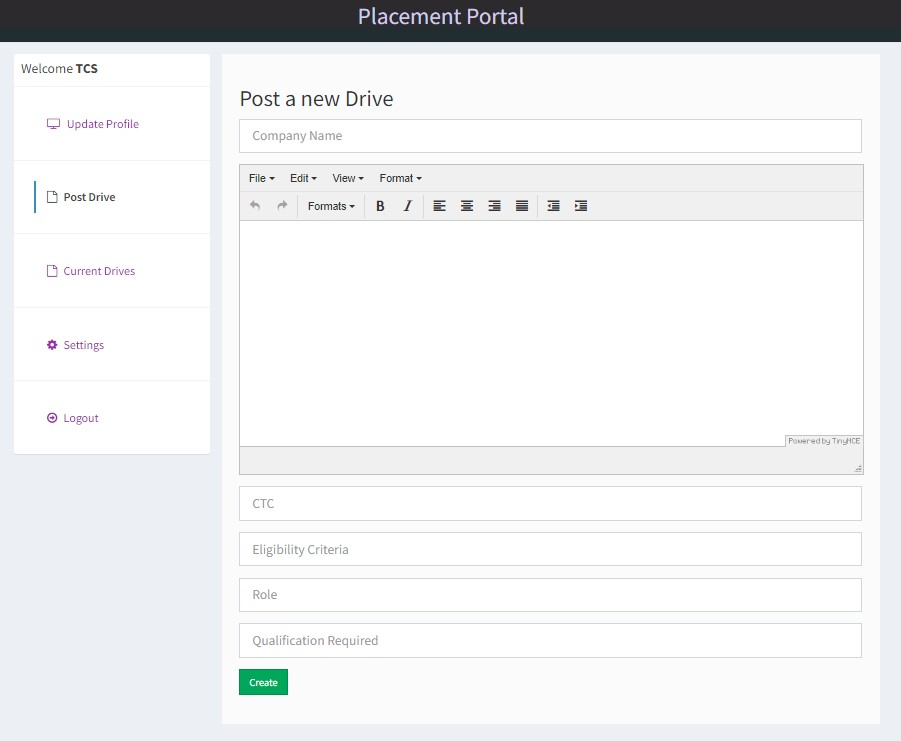 Placement Portal
Welcome TCS
Update Profile
Post Drive
Current Drives
Settings
Logout
Post a new Drive
Company Name
File Edit View Format
Formats B I
Powered by TinyMCE
CTC
Eligibility Criteria
Role
Qualification Required
Create